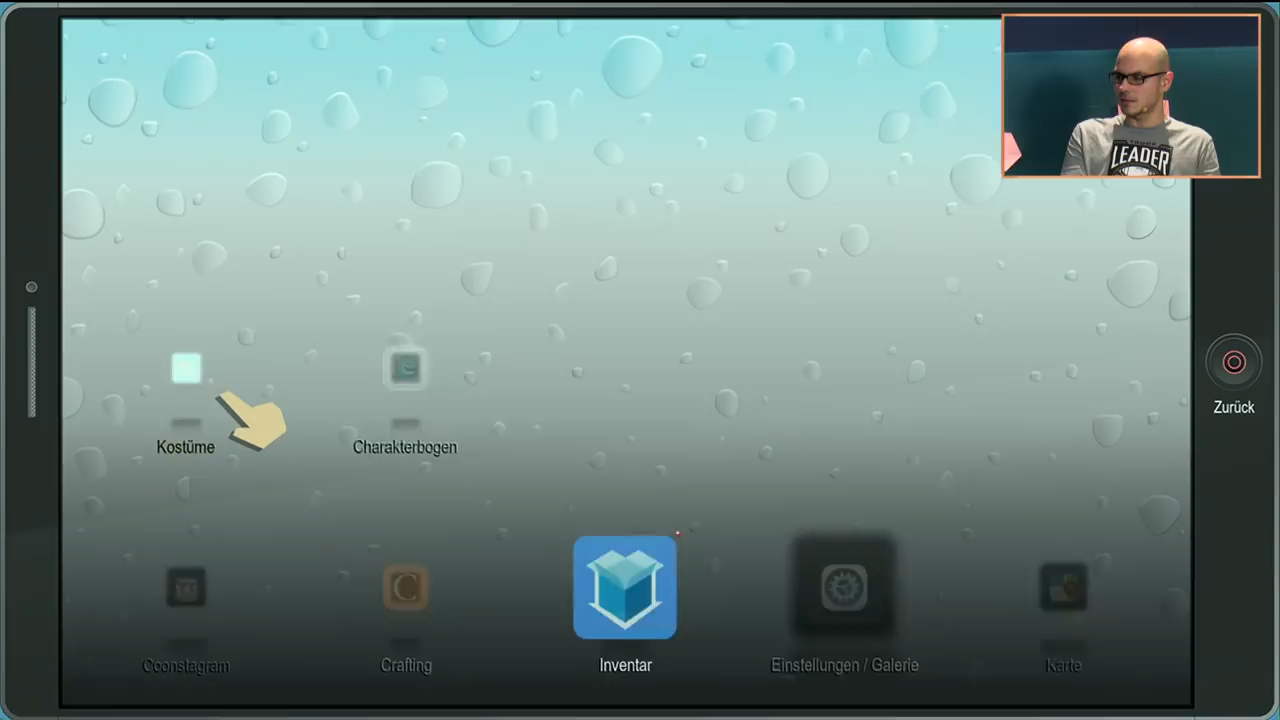 LEADER
Zurück
Kostüme
Charakterbogen
C
Coonstagram
Crafting
Inventar
Einstellungen / Galerie
Karte